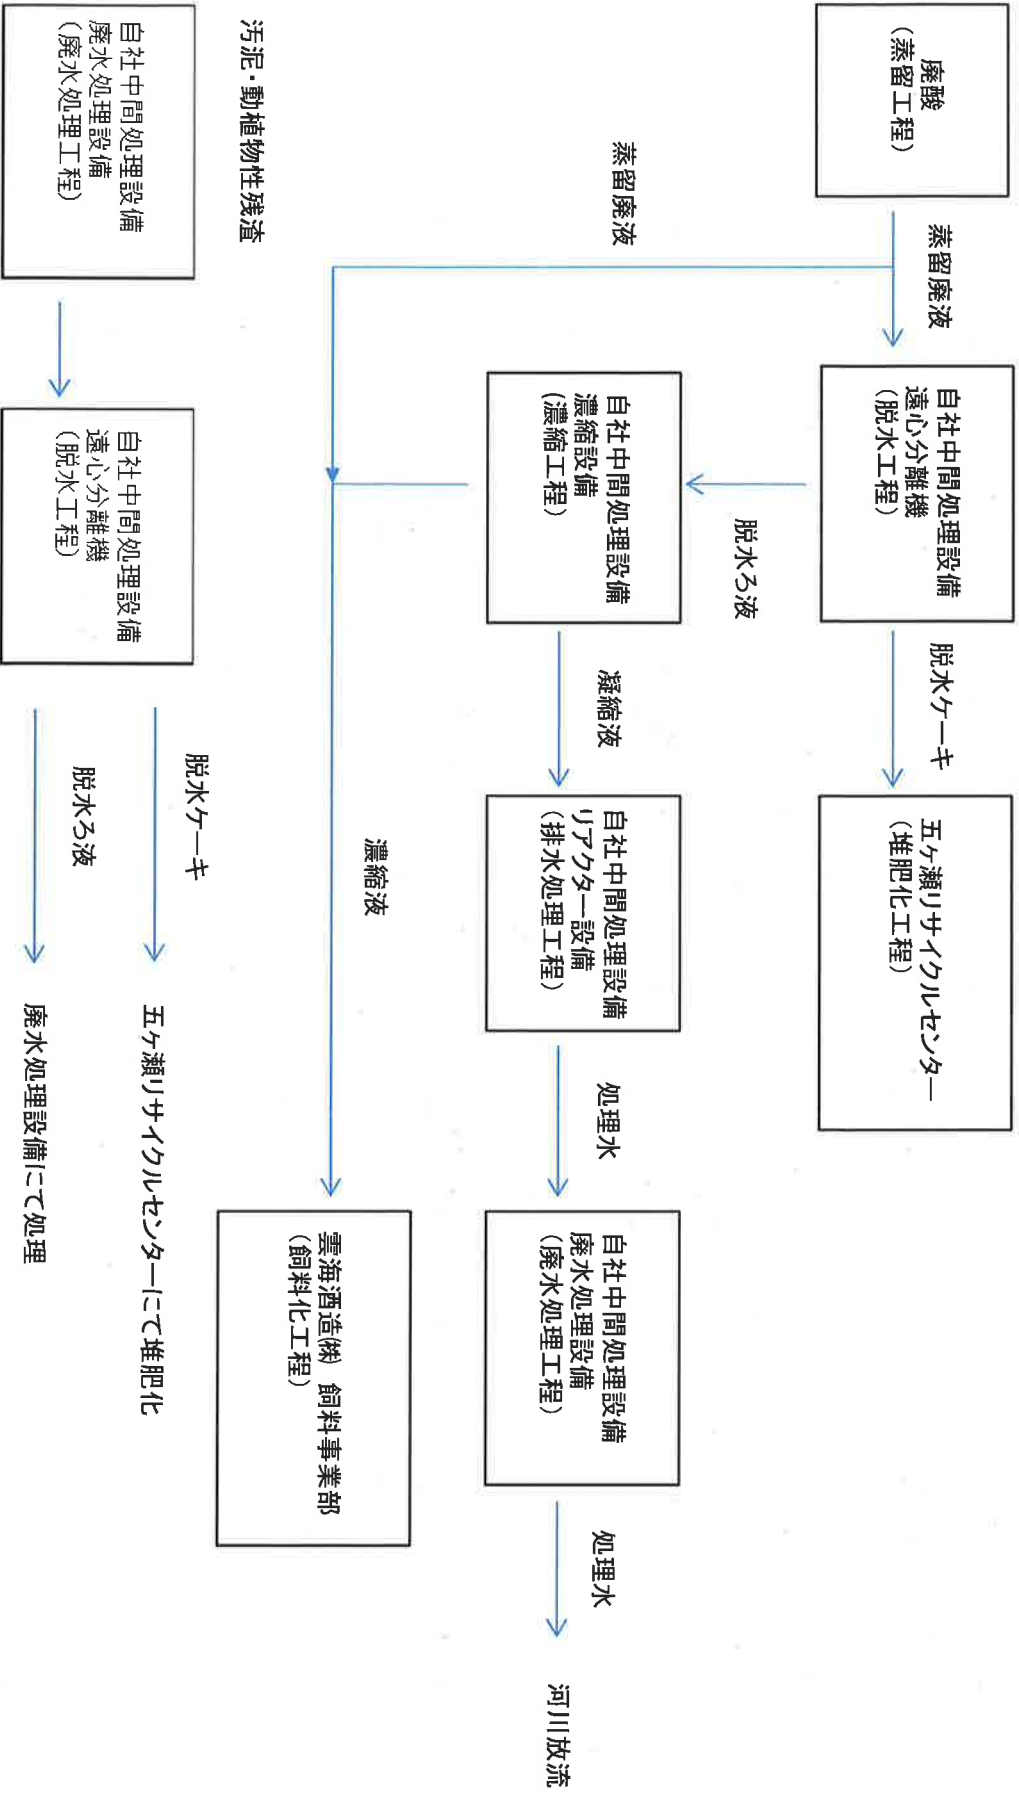 廃酸
（蒸留工程）
蒸留廃液
自社中間処理設備
遠心分離機
（脱水工程）
脱水ケーキ
五ヶ瀬リサイクルセンター
（堆肥化工程）
脱水ろ液
蒸留廃液
自社中間処理設備
濃縮設備
（濃縮工程）
凝縮液
自社中間処理設備
リアクター設備
（排水処理工程）
処理水
自社中間処理設備
廃水処理設備
（廃水処理工程）
処理水
河川放流
濃縮液
雲海酒造㈱ 飼料事業部
（飼料化工程）
汚泥・動植物性残渣
自社中間処理設備
廃水処理設備
（廃水処理工程）
自社中間処理設備
遠心分離機
（脱水工程）
脱水ケーキ
五ヶ瀬リサイクルセンターにて堆肥化
脱水ろ液
廃水処理設備にて処理